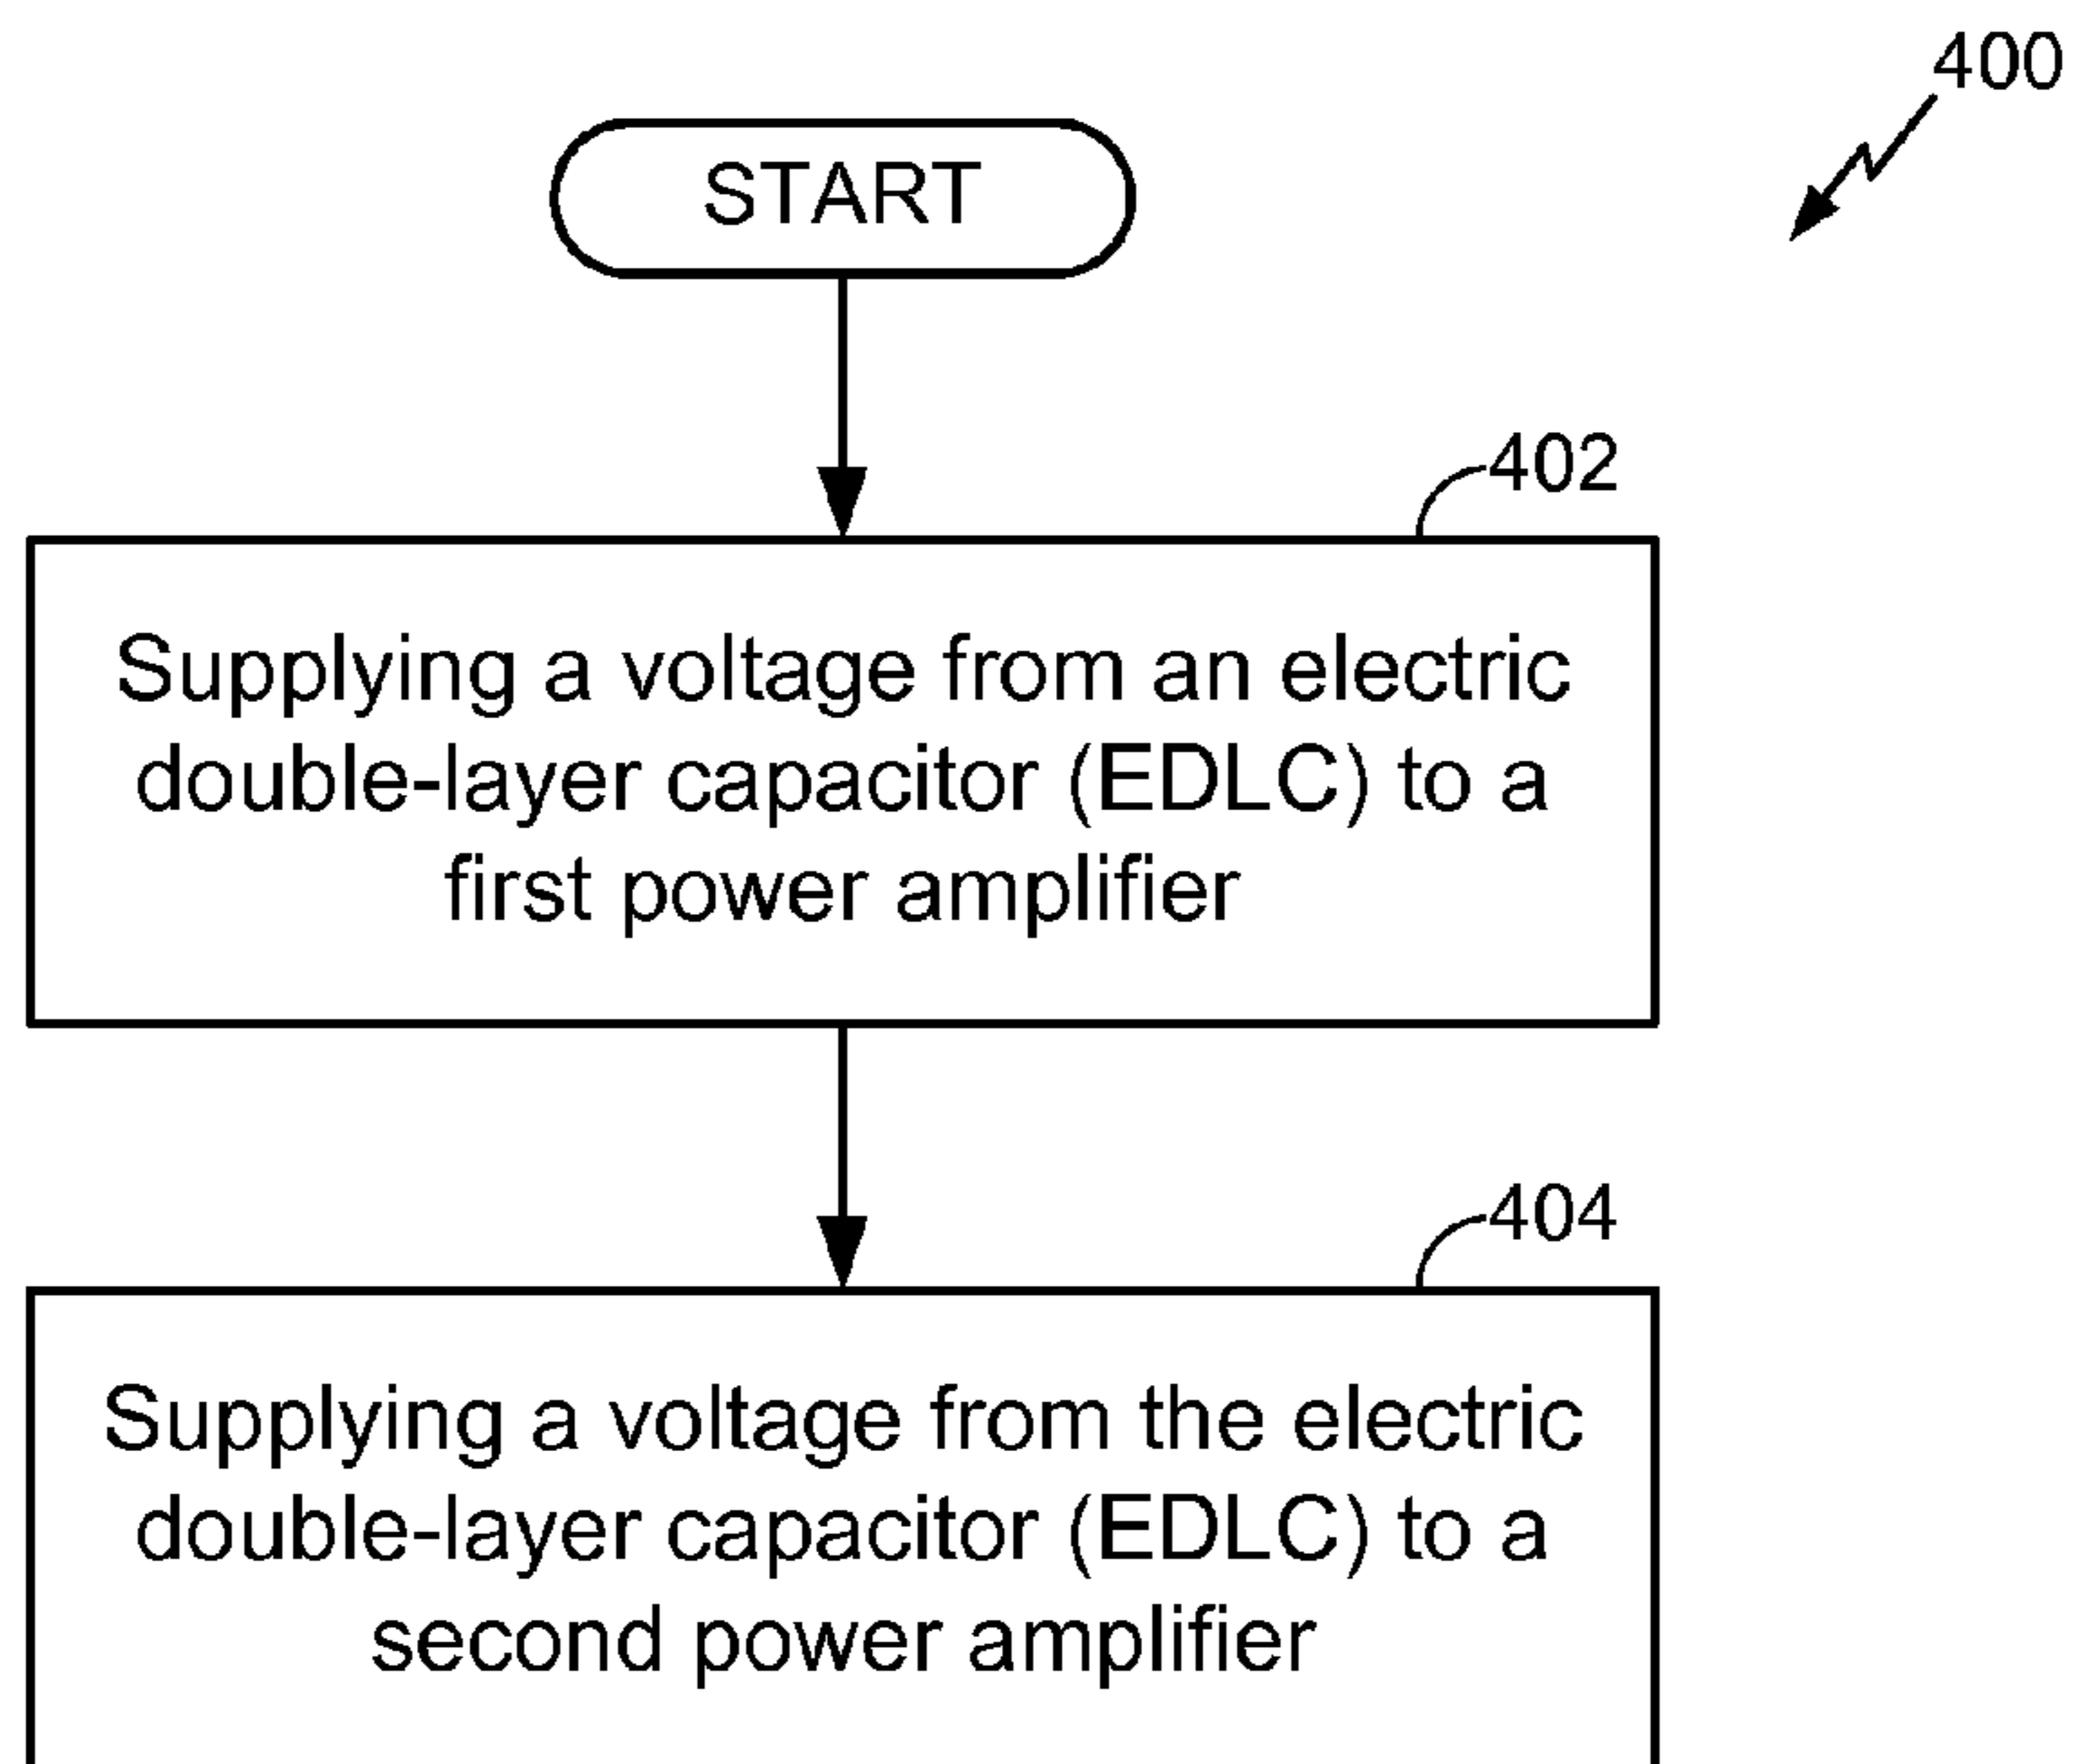 400
START
402
Supplying a voltage from an electric
double-layer capacitor (EDLC) to a
first power amplifier
404
Supplying a voltage from the electric
double-layer capacitor (EDLC) to a
second power amplifier